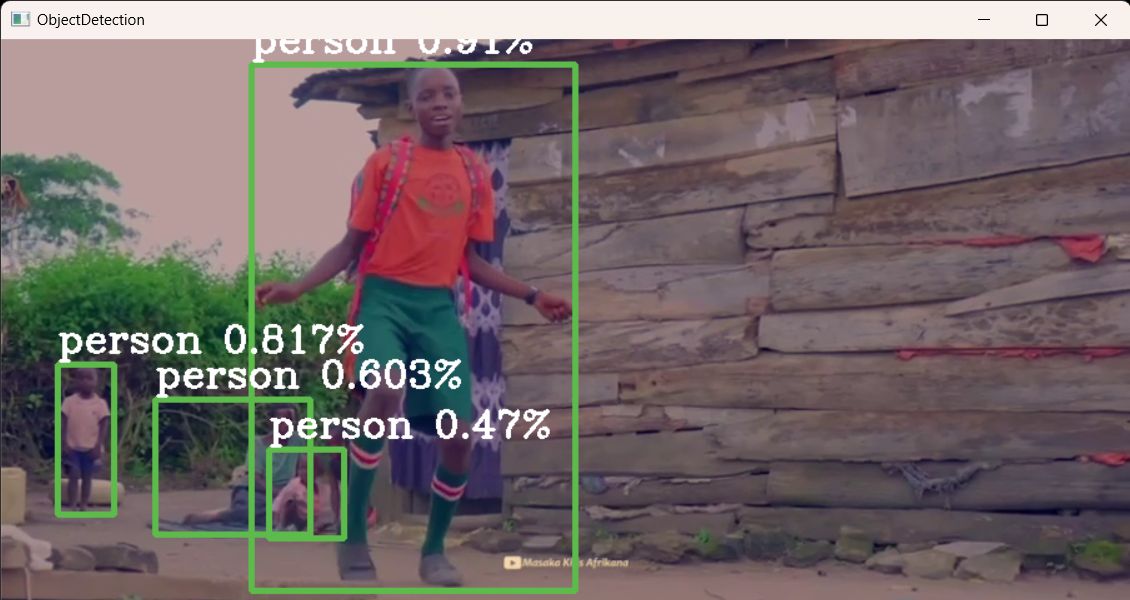 ObjectDetection
person 0.91%
person 0.817%
person 0.603%
person 0.47%
Masaka Kids Afrikana